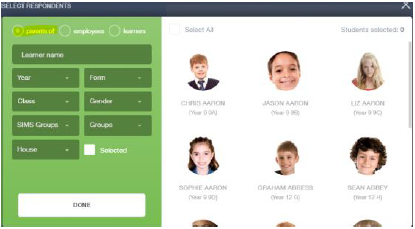 SELECT RESPONDENTS
X
parents of employees learners
Select All
Students selected: 0
Learner name
Year Form
Class Gender
SIMS Groups Groups
House Selected
DONE
CHRIS AARON JASON AARON LIZ AARON
(Year 9 9A) (Year 9 9B) (Year 9 9C)
SOPHIE AARON GRAHAM ABBESS SEAN ABBEY
(Year 9 9D) (Year 12 G) (Year 12 H)